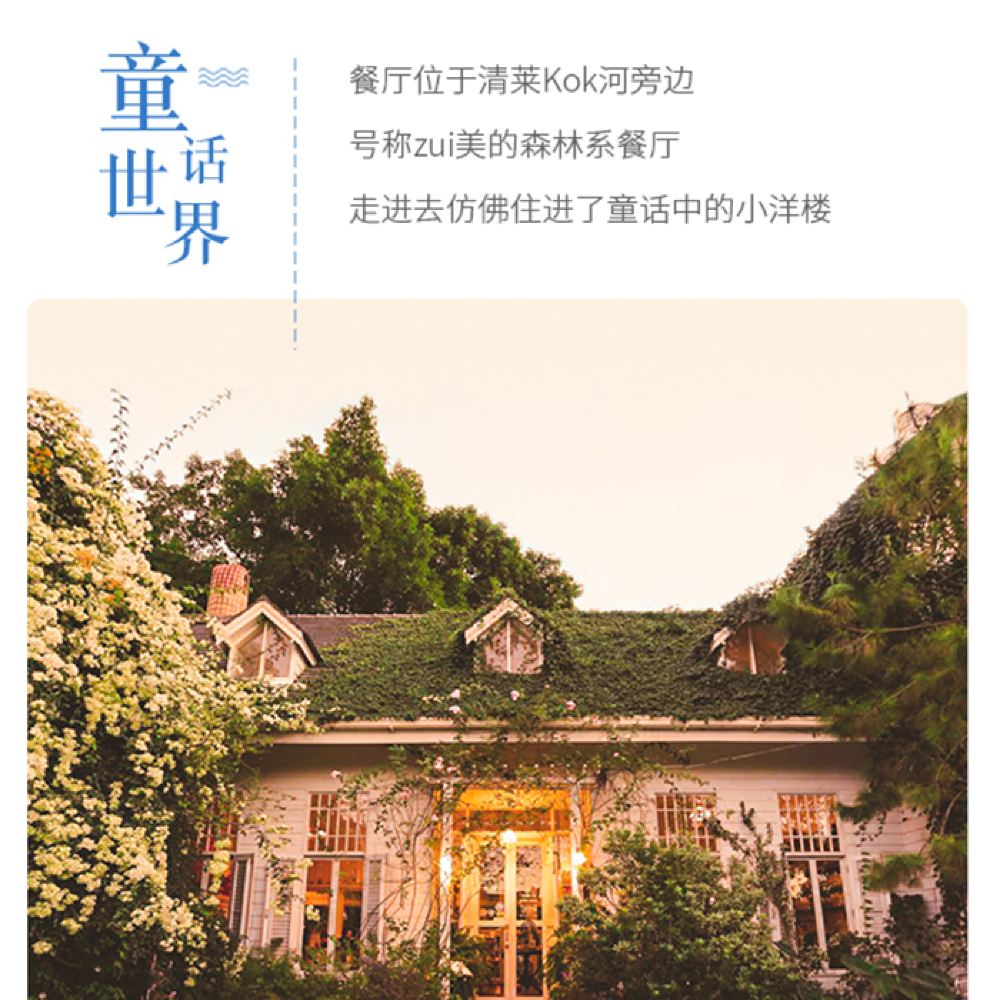 童话世界
餐厅位于清莱Kok河旁边
号称zui美的森林系餐厅
走进去仿佛住进了童话中的小洋楼